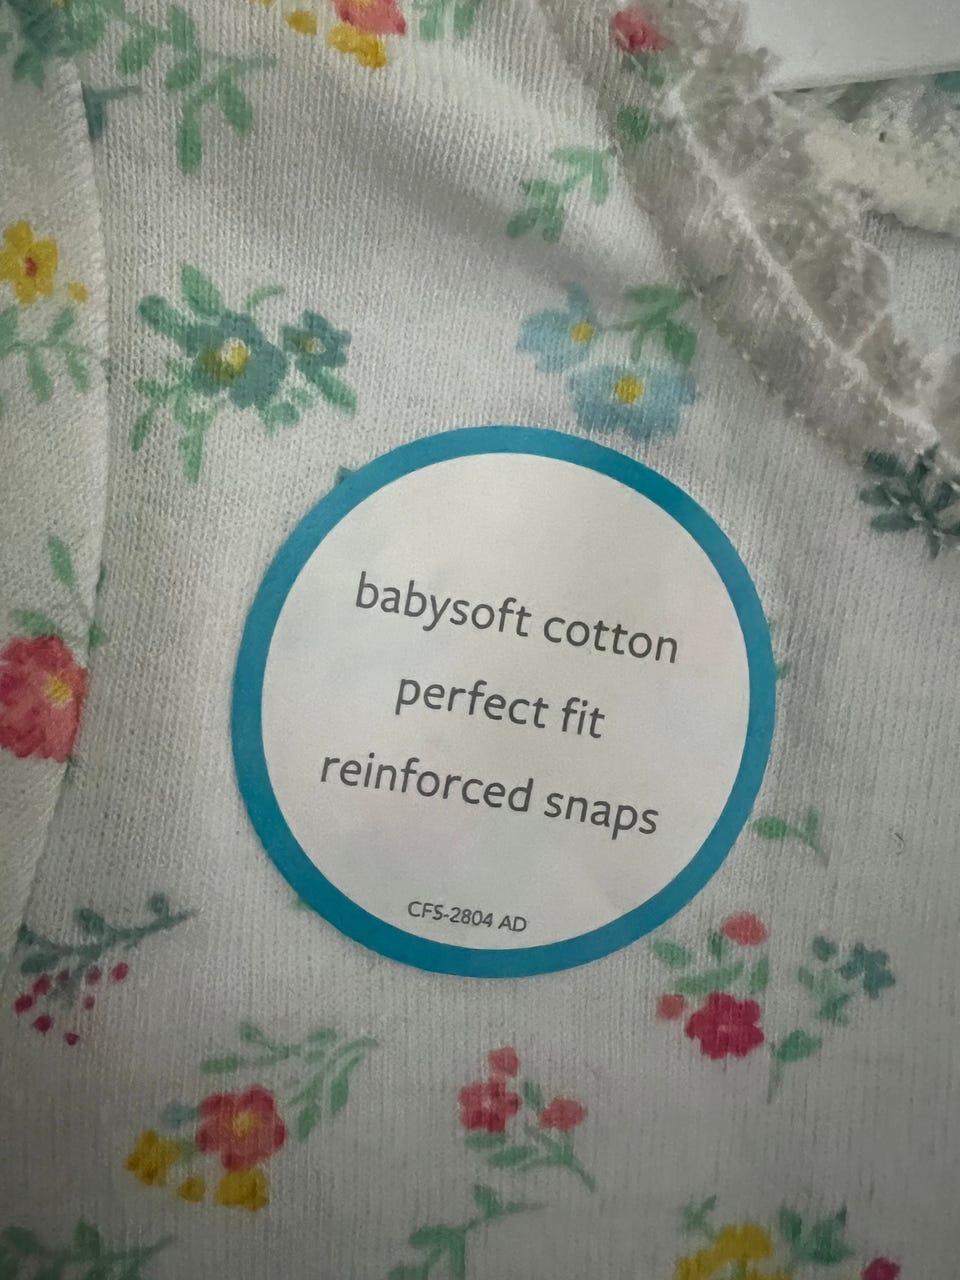 babysoft cotton
perfect fit
reinforced snaps
CFS-2804 AD